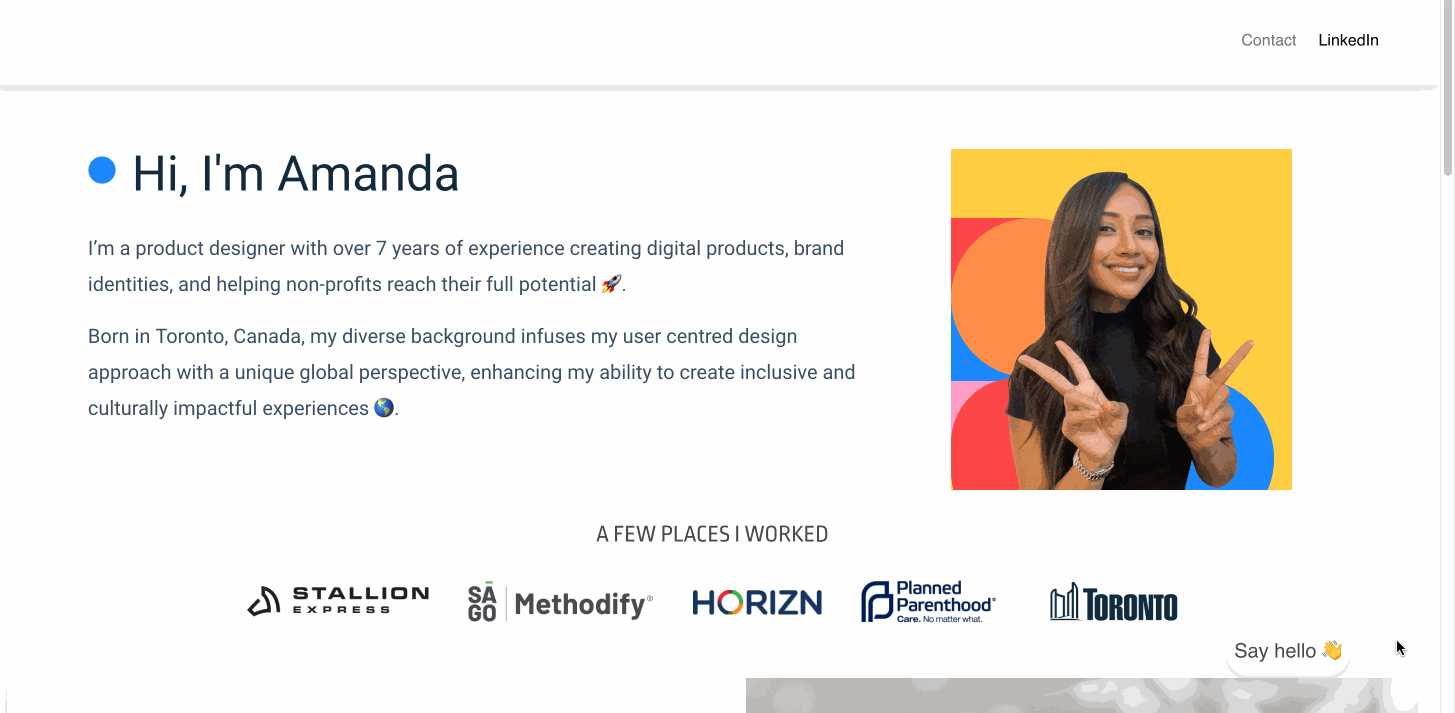 Contact LinkedIn
Hi, I'm Amanda
I’m a product designer with over 7 years of experience creating digital products, brand
identities, and helping non-profits reach their full potential 🚀.
Born in Toronto, Canada, my diverse background infuses my user centred design
approach with a unique global perspective, enhancing my ability to create inclusive and
culturally impactful experiences 🌎.
A FEW PLACES I WORKED
STALLION
EXPRESS
SĀGO
Methodify®
HORIZN
Planned
Parenthood®
Care. No matter what.
TORONTO
Say hello 👋